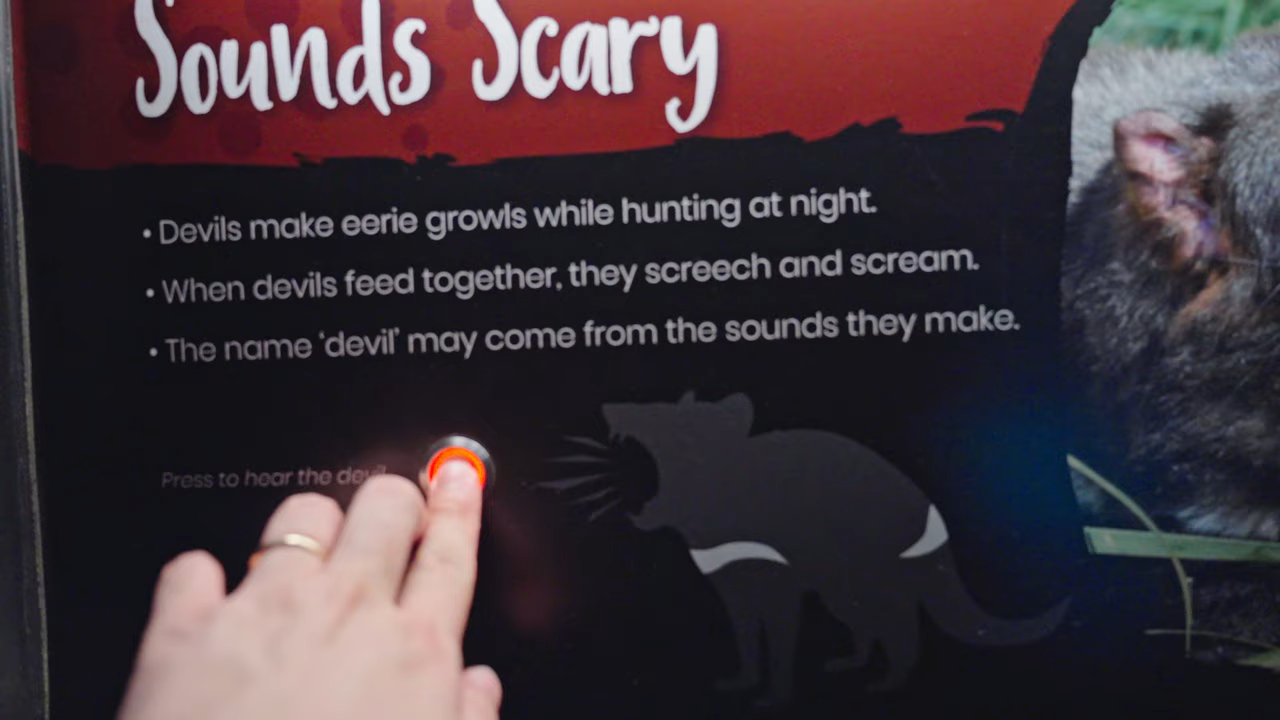 Sounds Scary
• Devils make eerie growls while hunting at night.
• When devils feed together, they screech and scream.
• The name ‘devil’ may come from the sounds they make.
Press to hear the devil